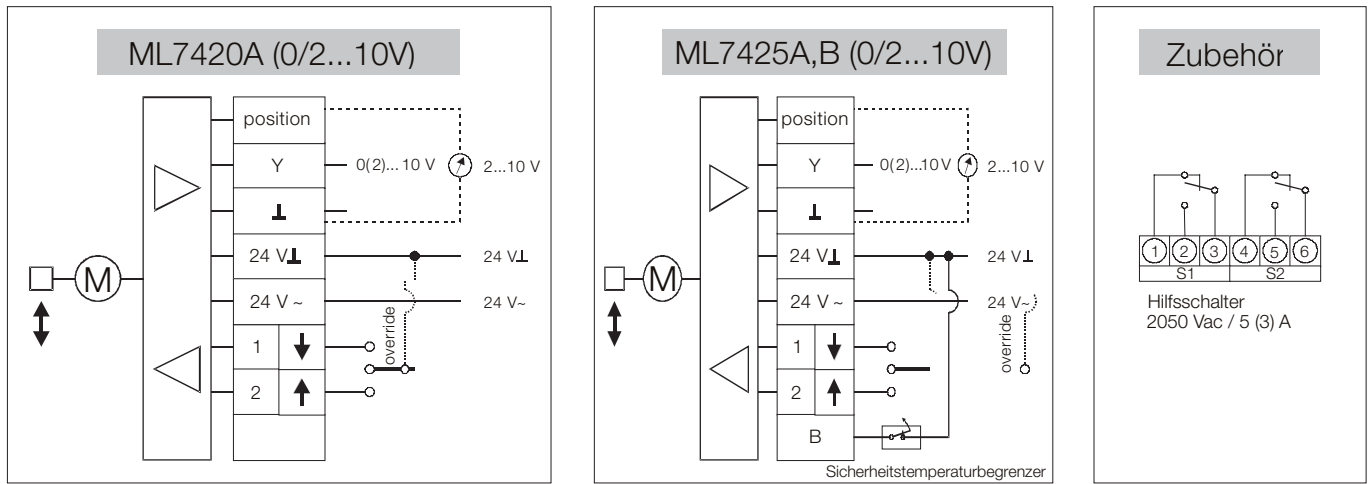 ML7420A (0/2...10V)
position
Y
0(2)... 10 V
2...10 V
⊥
24 V⊥
24 V⊥
24 V ~
24 V~
override
1
2
M
ML7425A,B (0/2...10V)
position
Y
0(2)...10 V
2...10 V
⊥
24 V⊥
24 V⊥
24 V ~
24 V~
override
1
2
M
B
Sicherheitstemperaturbegrenzer
Zubehör
1 2 3 4 5 6
S1 S2
Hilfsschalter
2050 Vac / 5 (3) A